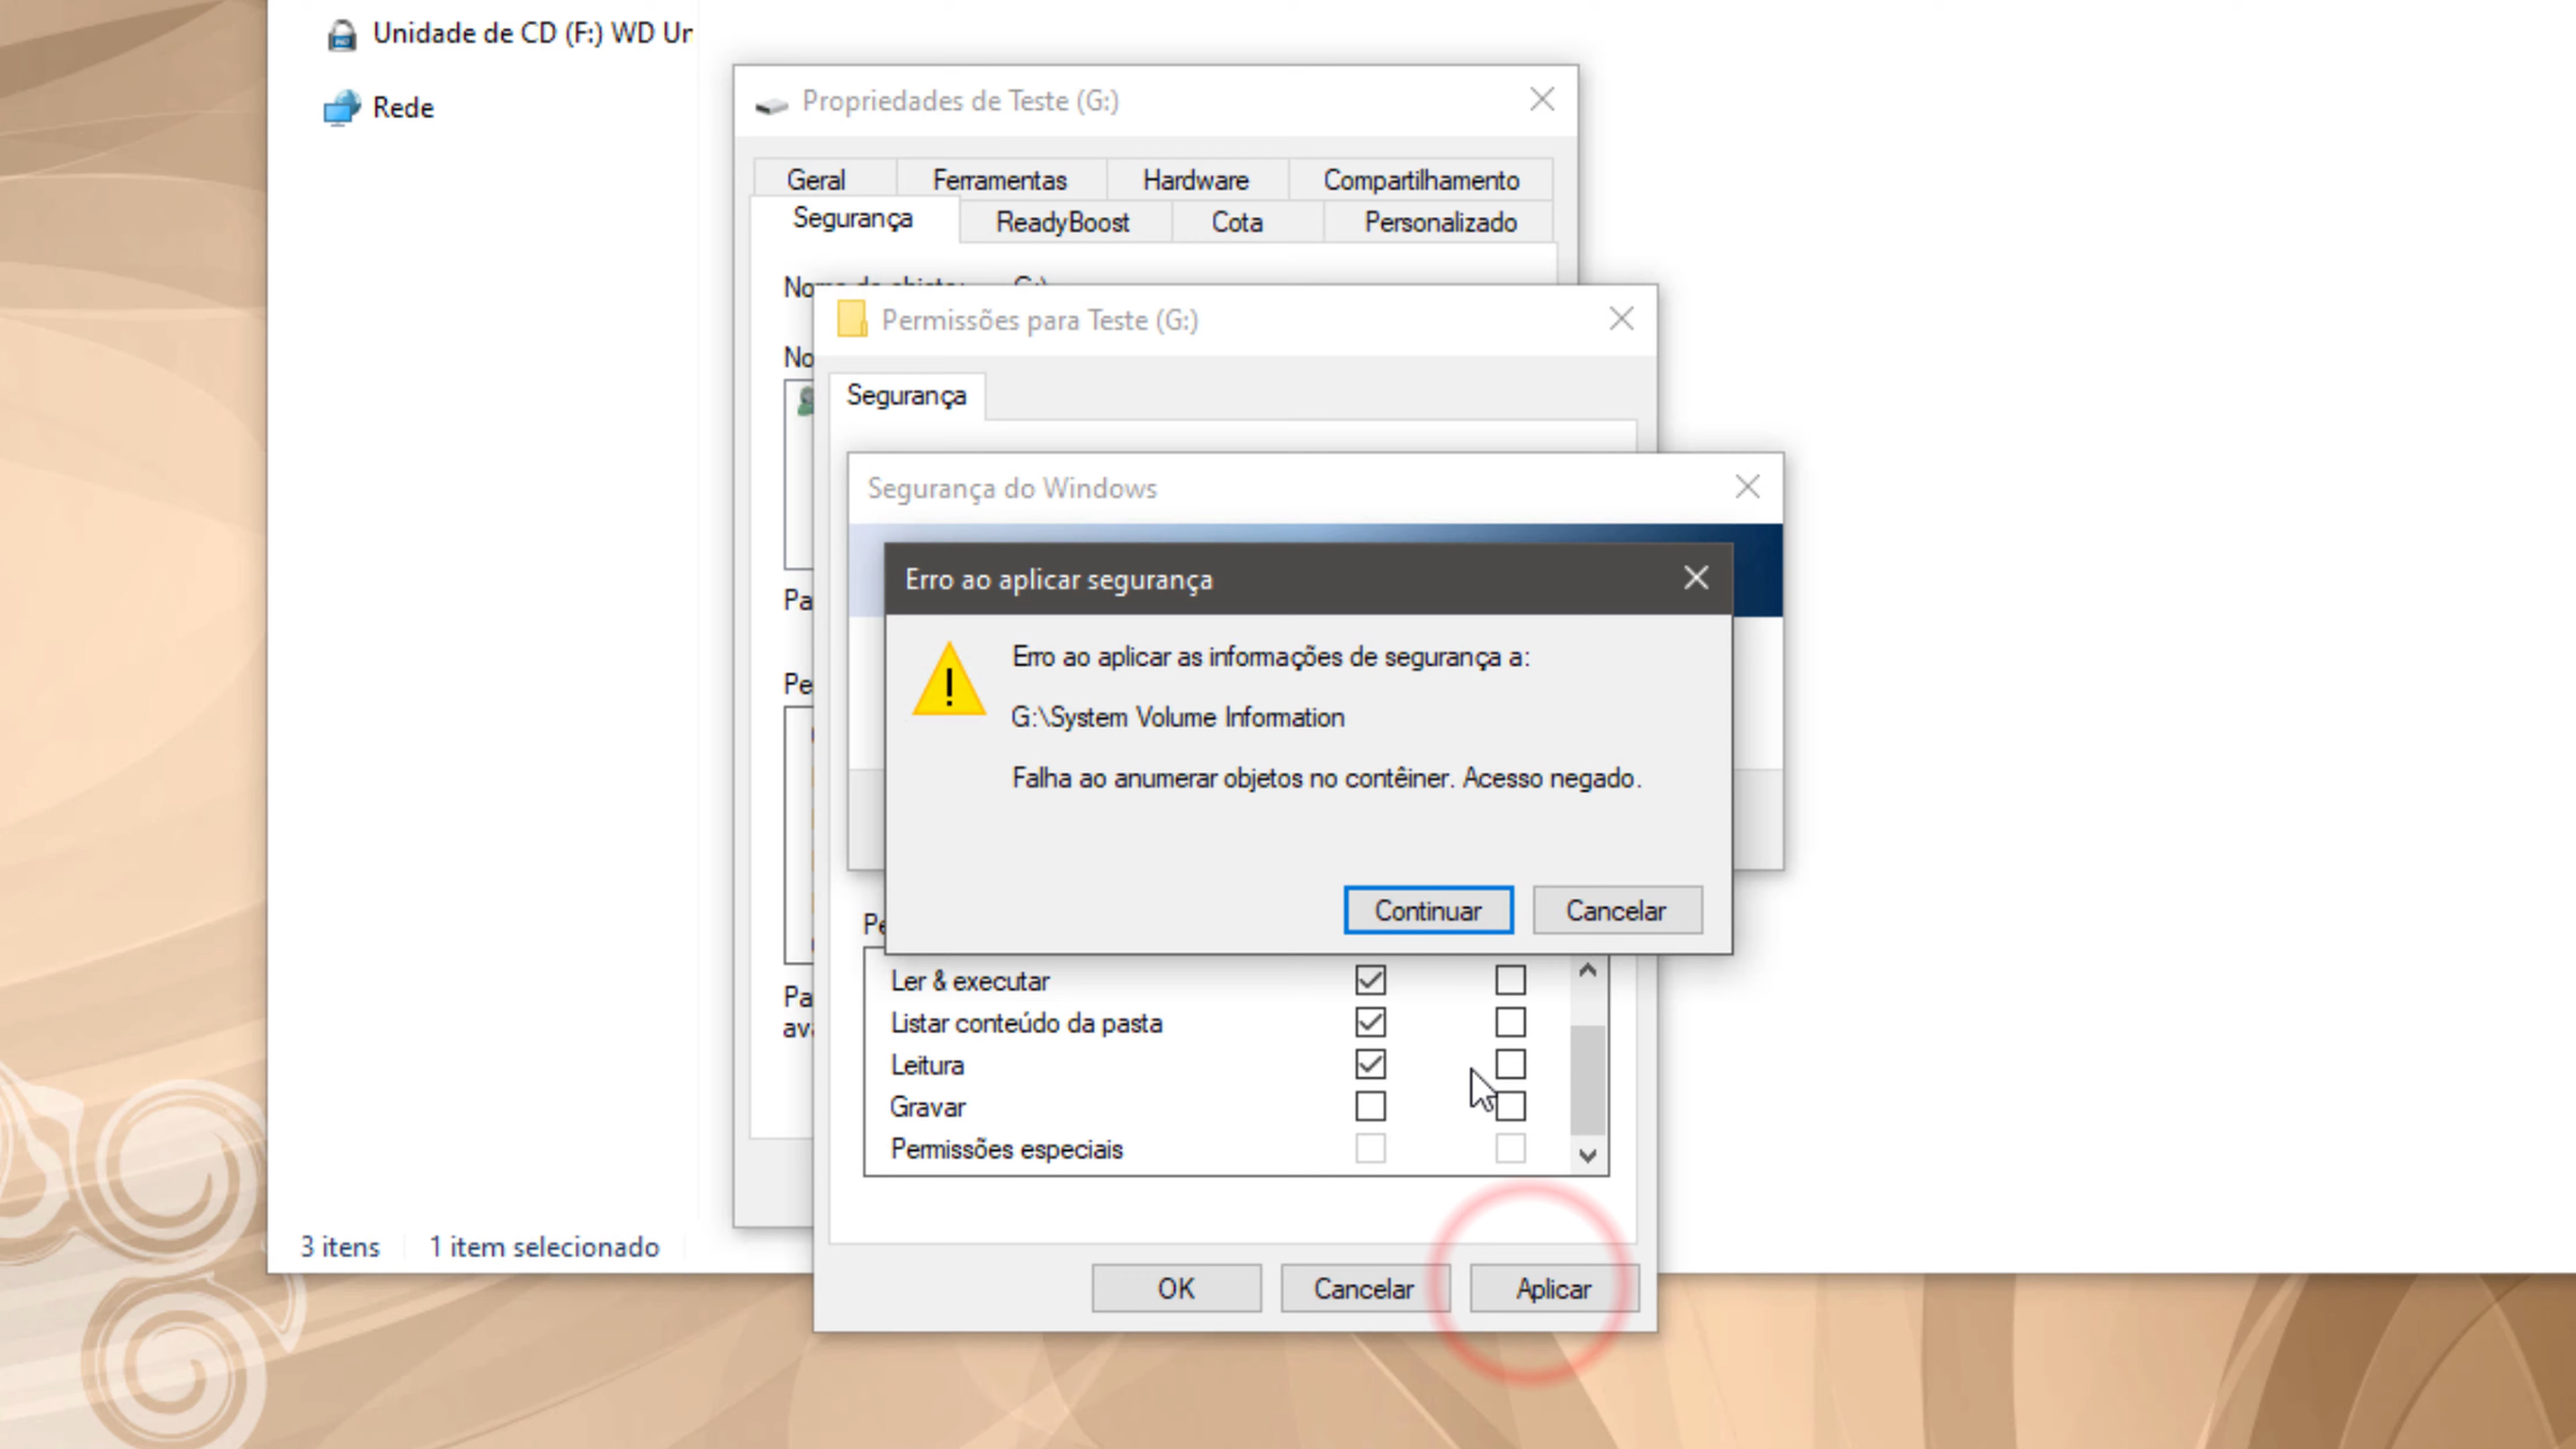 Unidade de CD (F:) WD Un
Rede
Propriedades de Teste (G:)
Geral Ferramentas Hardware Compartilhamento
Segurança ReadyBoost Cota Personalizado
No
Permissões para Teste (G:)
No
Segurança
Segurança do Windows
Erro ao aplicar segurança
Pa
Erro ao aplicar as informações de segurança a:
Pe
G:\System Volume Information
Falha ao anumerar objetos no contêiner. Acesso negado.
Continuar Cancelar
Pe
Ler & executar
Pa
Listar conteúdo da pasta
ava
Leitura
Gravar
Permissões especiais
3 itens 1 item selecionado
OK Cancelar Aplicar